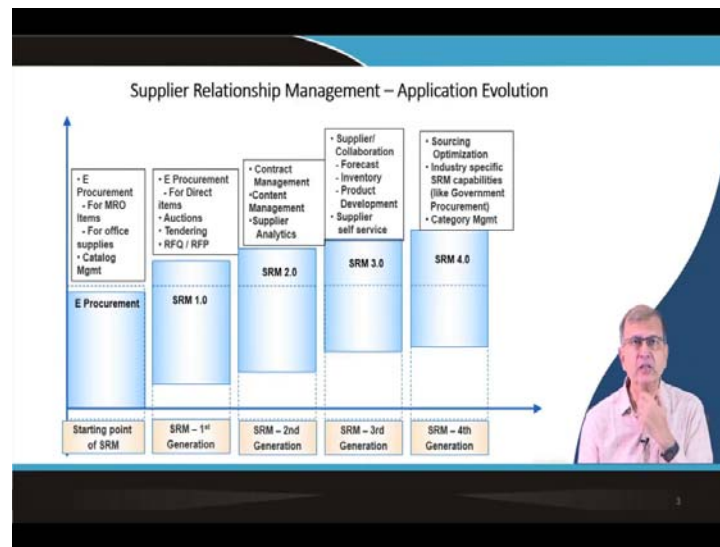 Supplier Relationship Management – Application Evolution
• E
Procurement
- For MRO
Items
- For office
supplies
• Catalog
Mgmt
• E Procurement
- For Direct
items
• Auctions
• Tendering
• RFQ / RFP
• Contract
Management
•Content
Management
•Supplier
Analytics
• Supplier/
Collaboration
- Forecast
- Inventory
- Product
Development
• Supplier
self service
• Sourcing
Optimization
• Industry specific
SRM capabilities
(like Government
Procurement)
• Category Mgmt
E Procurement
SRM 1.0
SRM 2.0
SRM 3.0
SRM 4.0
Starting point
of SRM
SRM – 1st
Generation
SRM – 2nd
Generation
SRM – 3rd
Generation
SRM – 4th
Generation
3